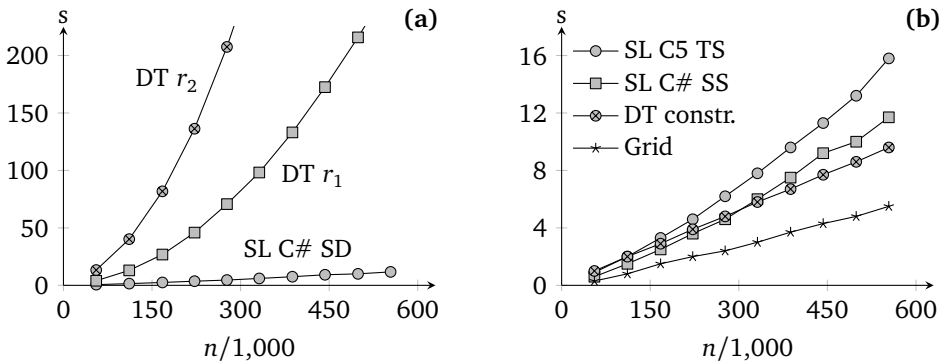 s
(a)
200
150
100
50
0
DT r₂
DT r₁
SL C# SD
0 150 300 450 600
n/1,000
s
(b)
16
12
8
4
0
SL C5 TS
SL C# SS
DT constr.
Grid
0 150 300 450 600
n/1,000